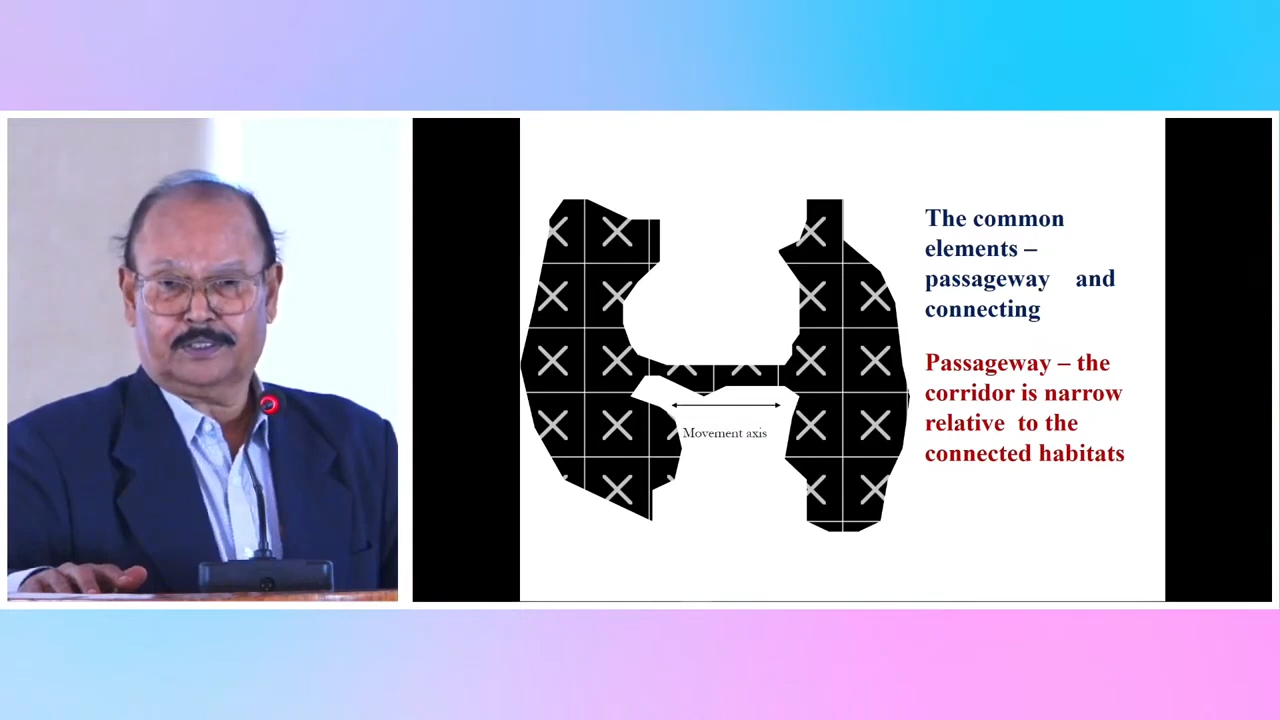 The common
elements –
passageway and
connecting
Passageway – the
corridor is narrow
relative to the
connected habitats
Movement axis